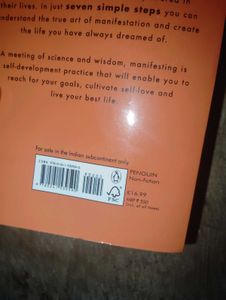 their lives. In just seven simple steps you can
understand the true art of manifestation and create
the life you have always dreamed of.
A meeting of science and wisdom, manifesting is
self-development practice that will enable you to
reach for your goals, cultivate self-love and
live your best life.
For sale in the Indian subcontinent only
PENGUIN
Non-fiction
FSC
£16.99